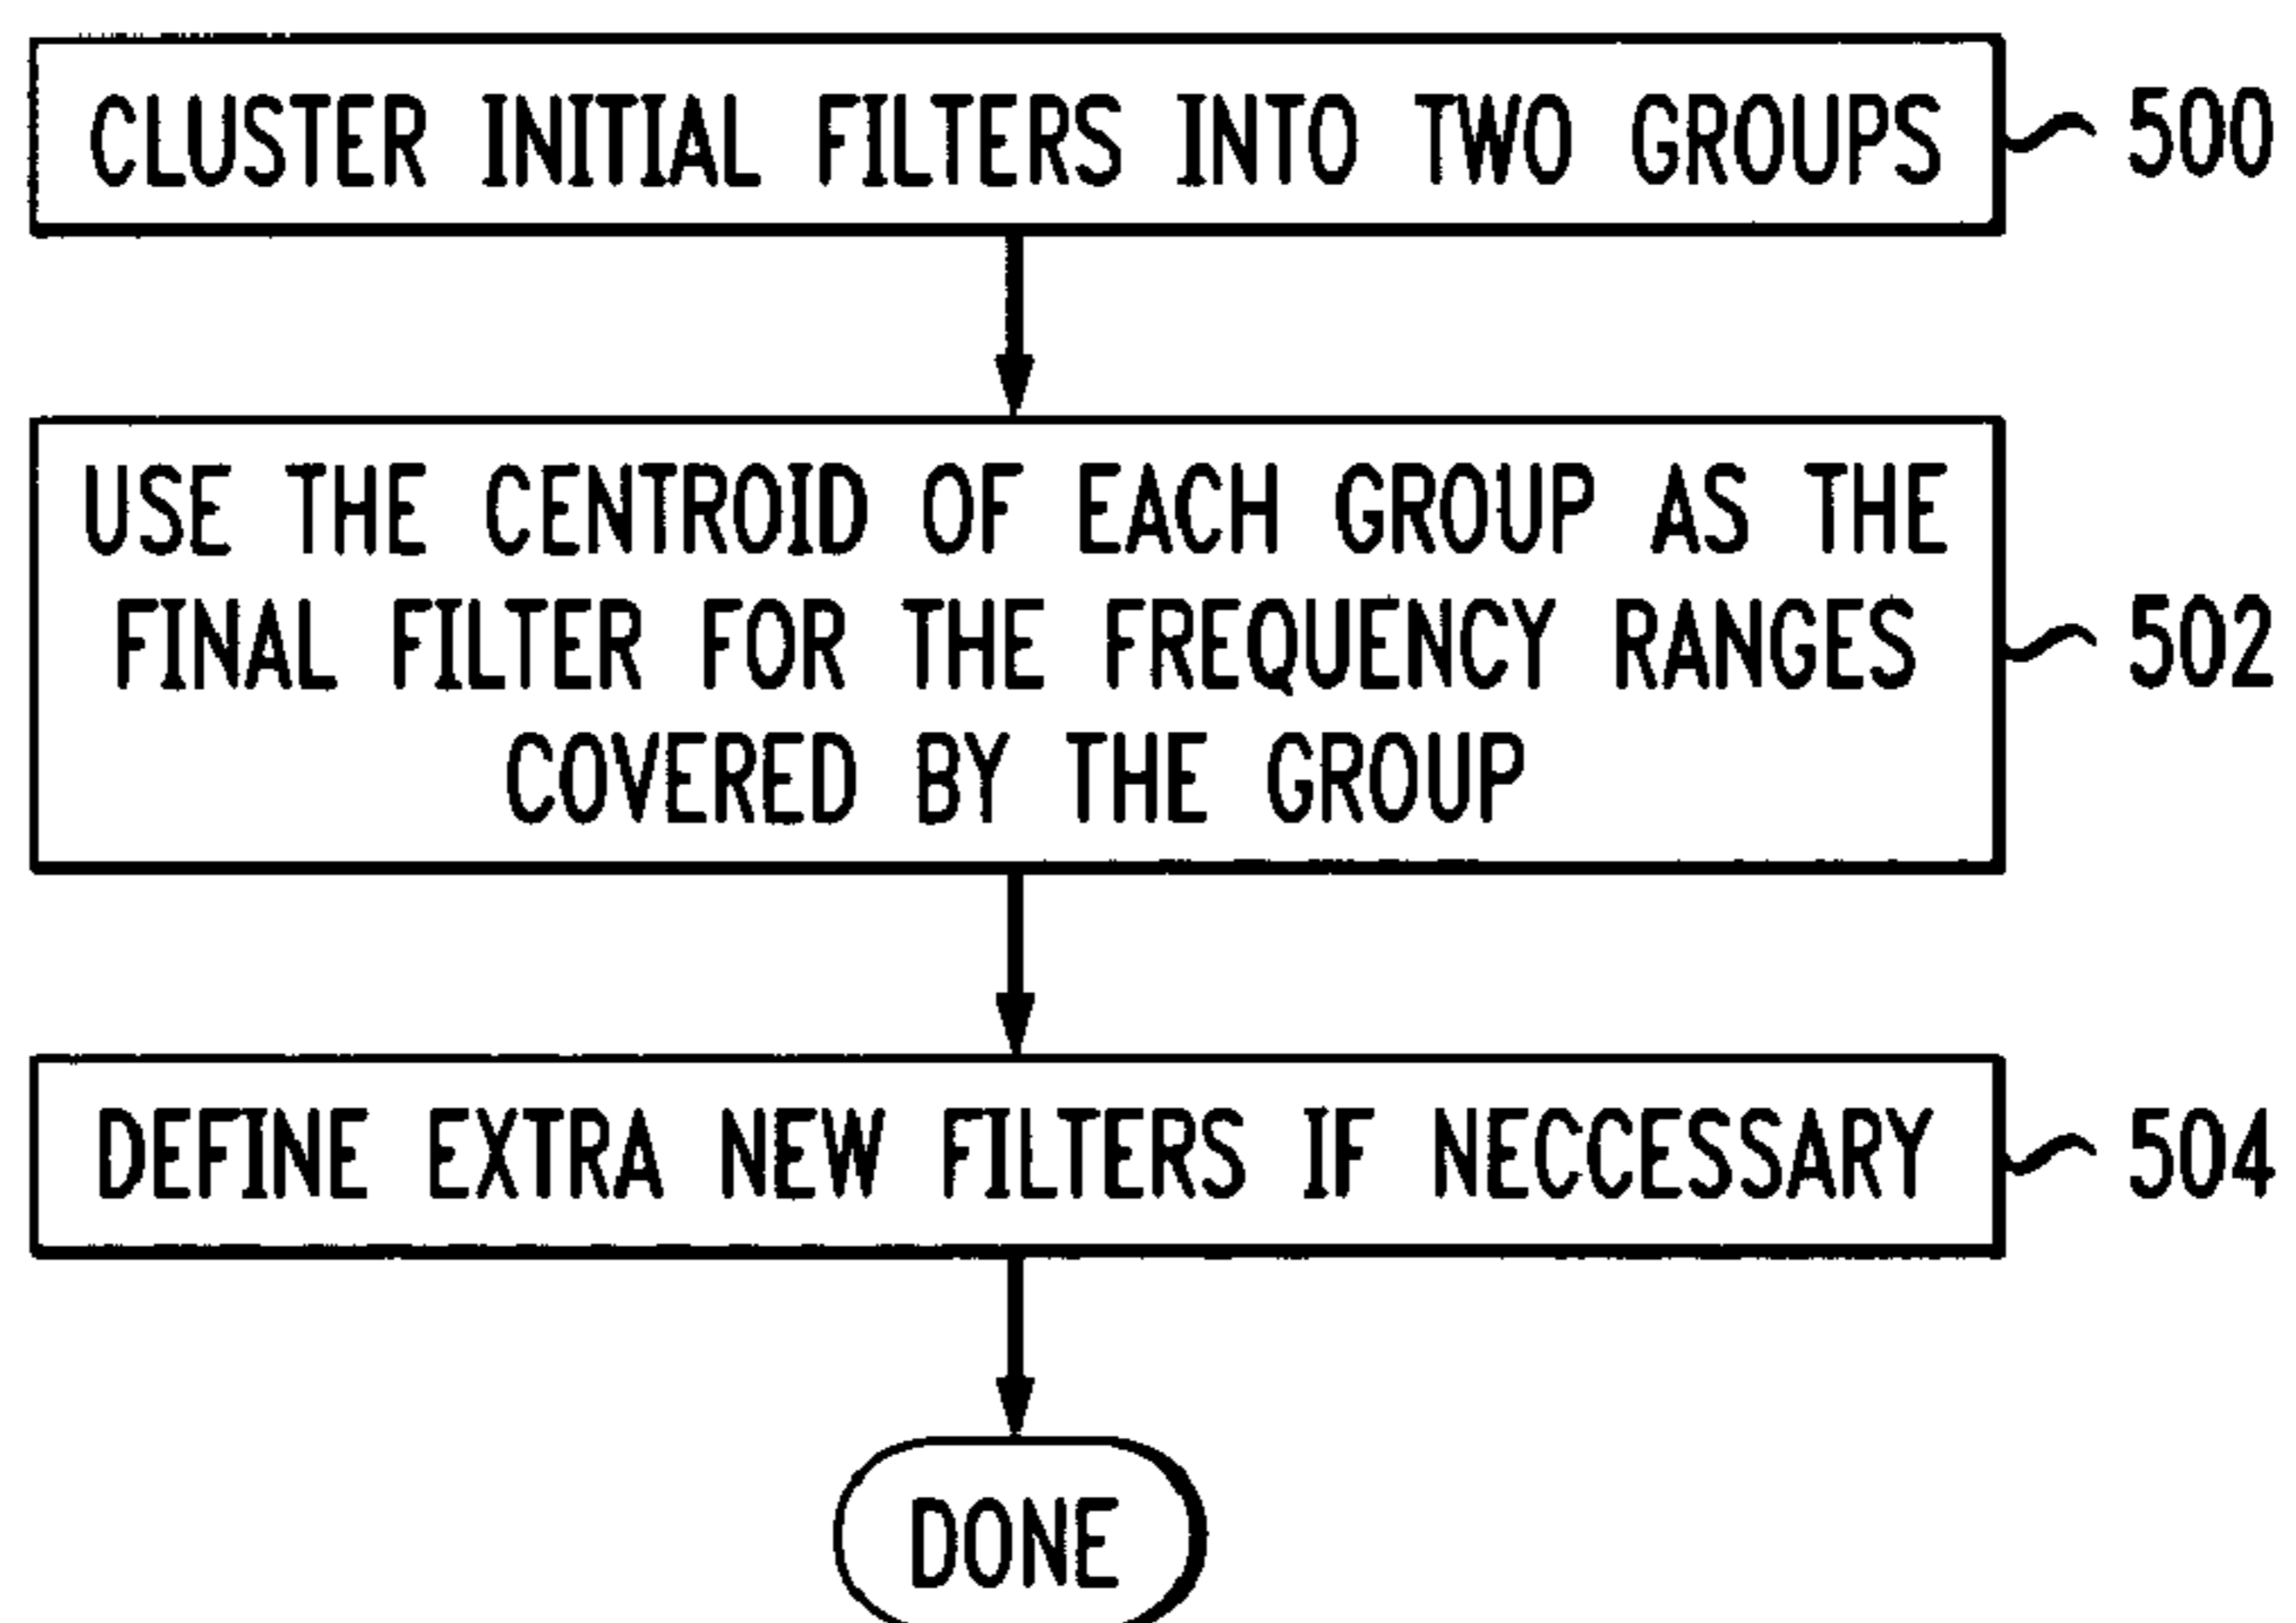 CLUSTER INITIAL FILTERS INTO TWO GROUPS
500
USE THE CENTROID OF EACH GROUP AS THE
FINAL FILTER FOR THE FREQUENCY RANGES
COVERED BY THE GROUP
502
DEFINE EXTRA NEW FILTERS IF NECCESSARY
504
DONE